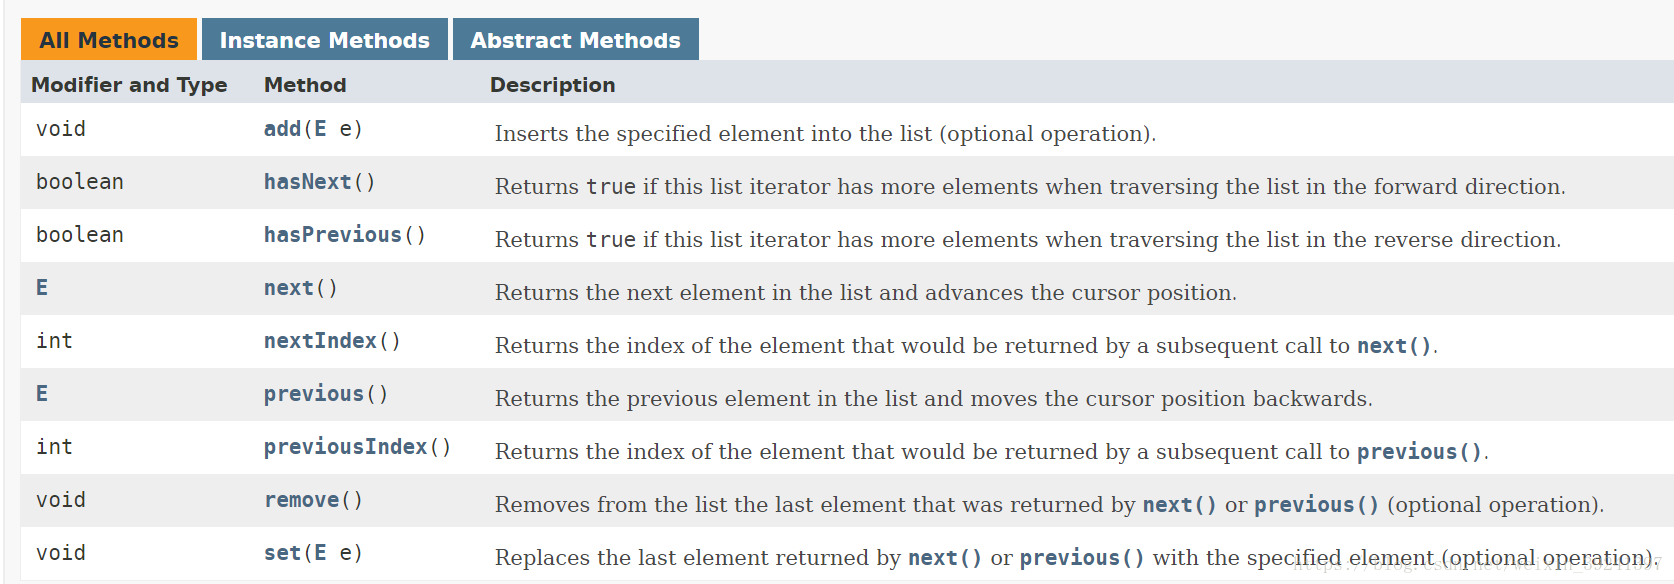 All Methods Instance Methods Abstract Methods
Modifier and Type Method Description
void add(E e) Inserts the specified element into the list (optional operation).
boolean hasNext() Returns true if this list iterator has more elements when traversing the list in the forward direction.
boolean hasPrevious() Returns true if this list iterator has more elements when traversing the list in the reverse direction.
E next() Returns the next element in the list and advances the cursor position.
int nextIndex() Returns the index of the element that would be returned by a subsequent call to next().
E previous() Returns the previous element in the list and moves the cursor position backwards.
int previousIndex() Returns the index of the element that would be returned by a subsequent call to previous().
void remove() Removes from the list the last element that was returned by next() or previous() (optional operation).
void set(E e) Replaces the last element returned by next() or previous() with the specified element (optional operation).